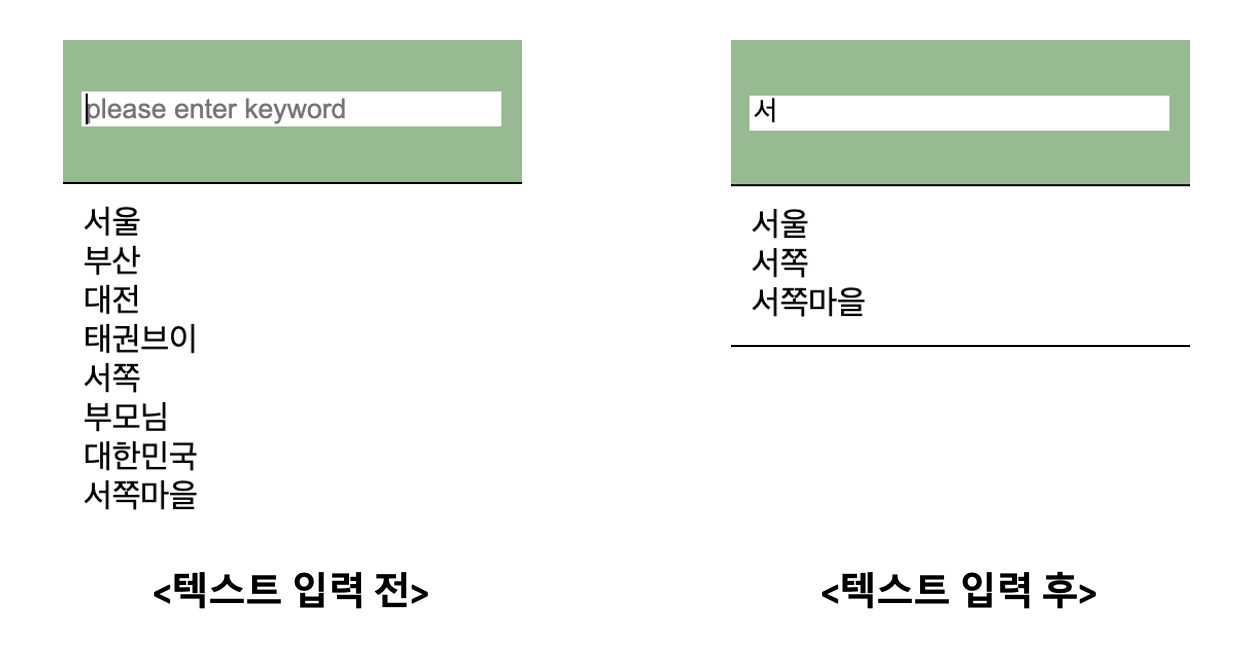 please enter keyword
서울
부산
대전
태권브이
서쪽
부모님
대한민국
서쪽마을
<텍스트 입력 전>
서
서울
서쪽
서쪽마을
<텍스트 입력 후>